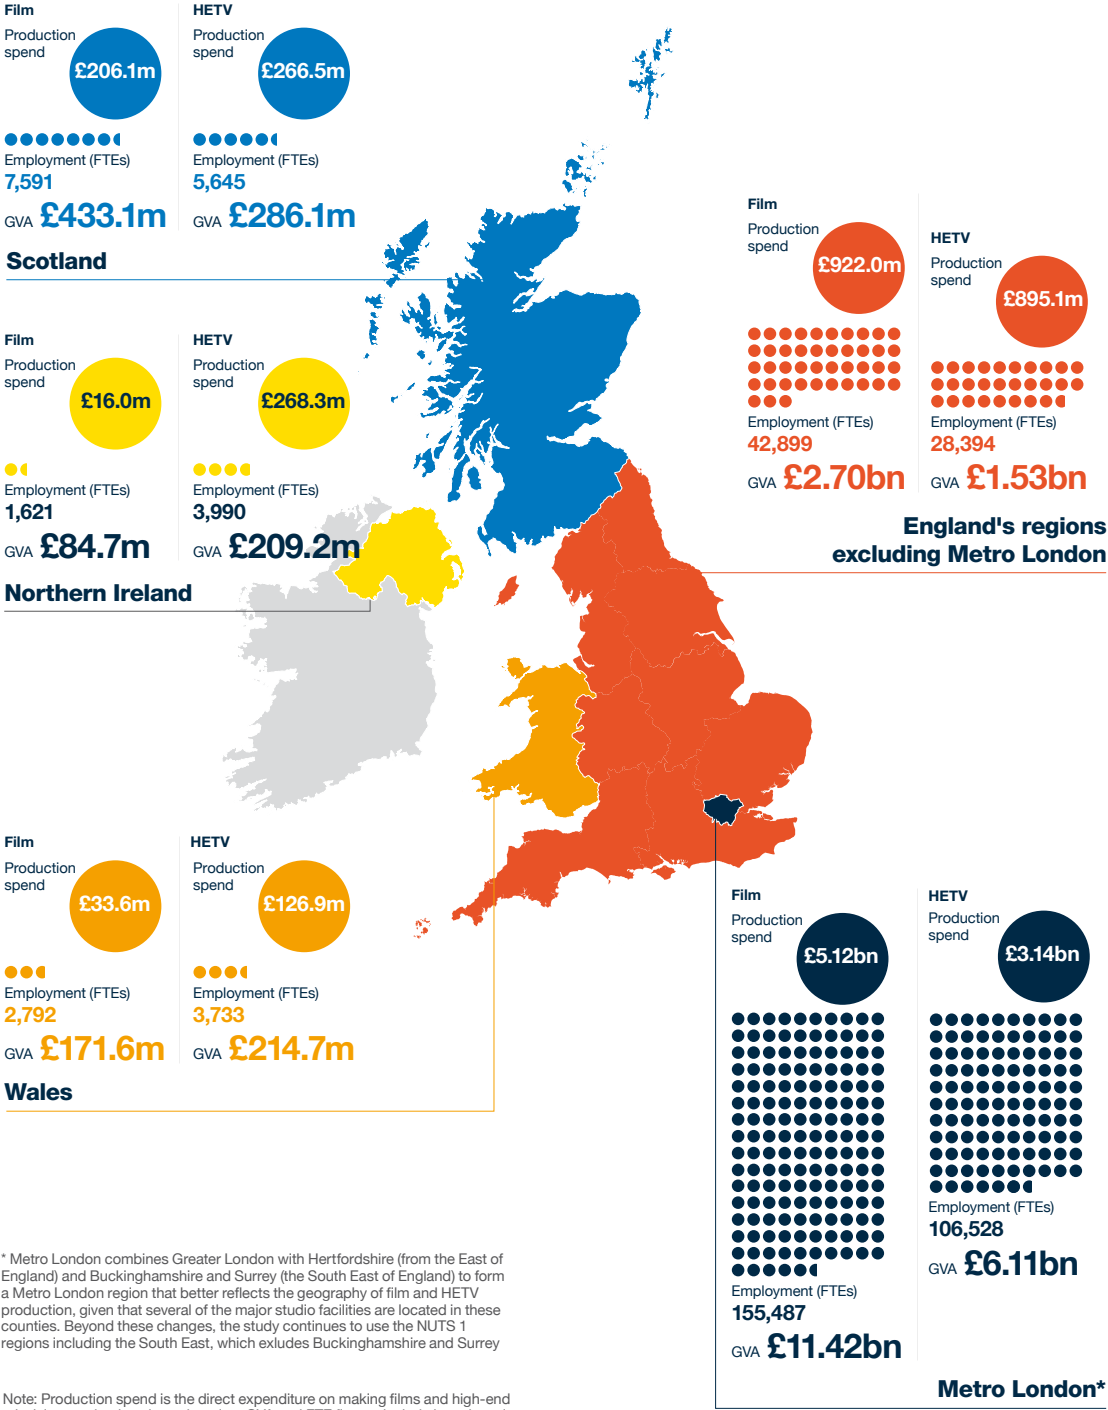 Film
Production
spend
£206.1m
Employment (FTEs)
7,591
GVA £433.1m
HETV
Production
spend
£266.5m
Employment (FTEs)
5,645
GVA £286.1m
Scotland
Film
Production
spend
£922.0m
Employment (FTEs)
42,899
GVA £2.70bn
HETV
Production
spend
£895.1m
Employment (FTEs)
28,394
GVA £1.53bn
England's regions
excluding Metro London
Film
Production
spend
£16.0m
Employment (FTEs)
1,621
GVA £84.7m
HETV
Production
spend
£268.3m
Employment (FTEs)
3,990
GVA £209.2m
Northern Ireland
Film
Production
spend
£33.6m
Employment (FTEs)
2,792
GVA £171.6m
HETV
Production
spend
£126.9m
Employment (FTEs)
3,733
GVA £214.7m
Wales
Film
Production
spend
£5.12bn
Employment (FTEs)
155,487
GVA £11.42bn
HETV
Production
spend
£3.14bn
Employment (FTEs)
106,528
GVA £6.11bn
Metro London*
* Metro London combines Greater London with Hertfordshire (from the East of
England) and Buckinghamshire and Surrey (the South East of England) to form
a Metro London region that better reflects the geography of film and HETV
production, given that several of the major studio facilities are located in these
counties. Beyond these changes, the study continues to use the NUTS 1
regions including the South East, which exludes Buckinghamshire and Surrey
Note: Production spend is the direct expenditure on making films and high-end